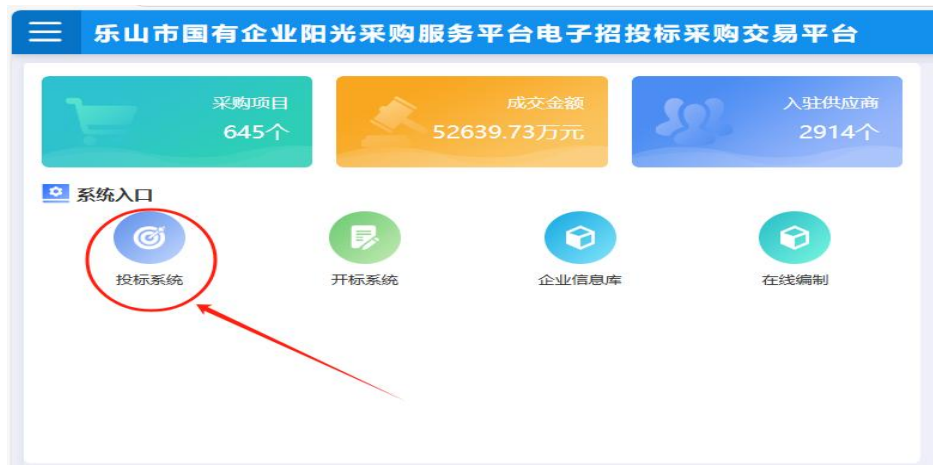 乐山市国有企业阳光采购服务平台电子招投标采购交易平台
采购项目
645个
成交金额
52639.73万元
入驻供应商
2914个
系统入口
投标系统
开标系统
企业信息库
在线编制